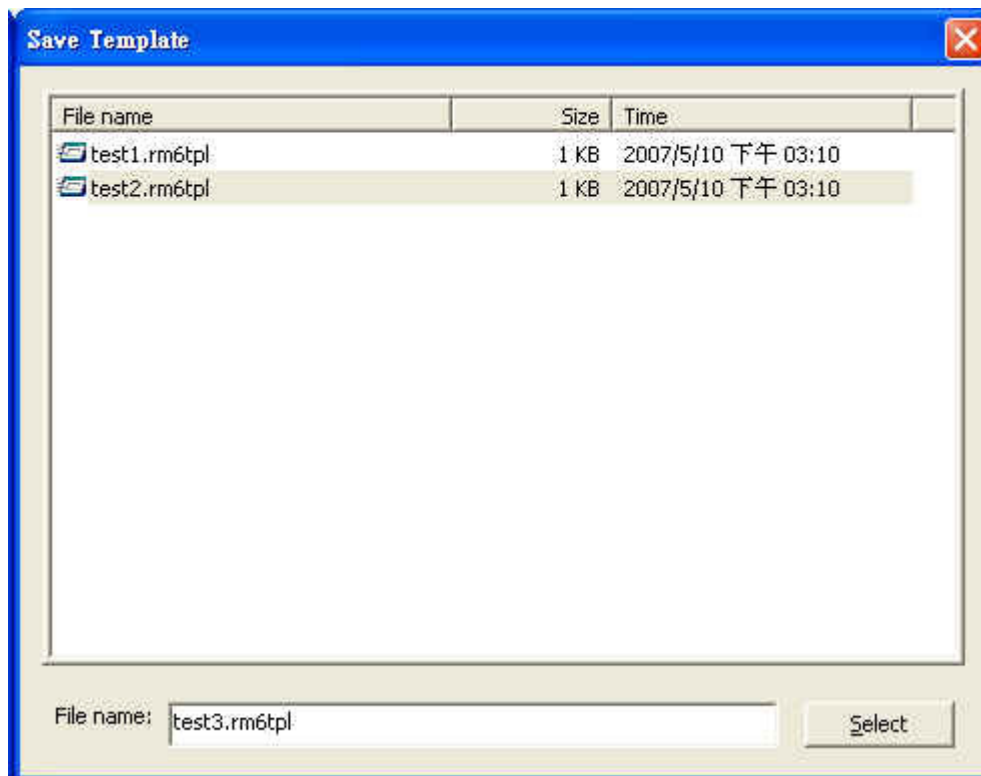 Save Template
File name Size Time
test1.rm6tpl 1 KB 2007/5/10 下午 03:10
test2.rm6tpl 1 KB 2007/5/10 下午 03:10
File name: test3.rm6tpl Select